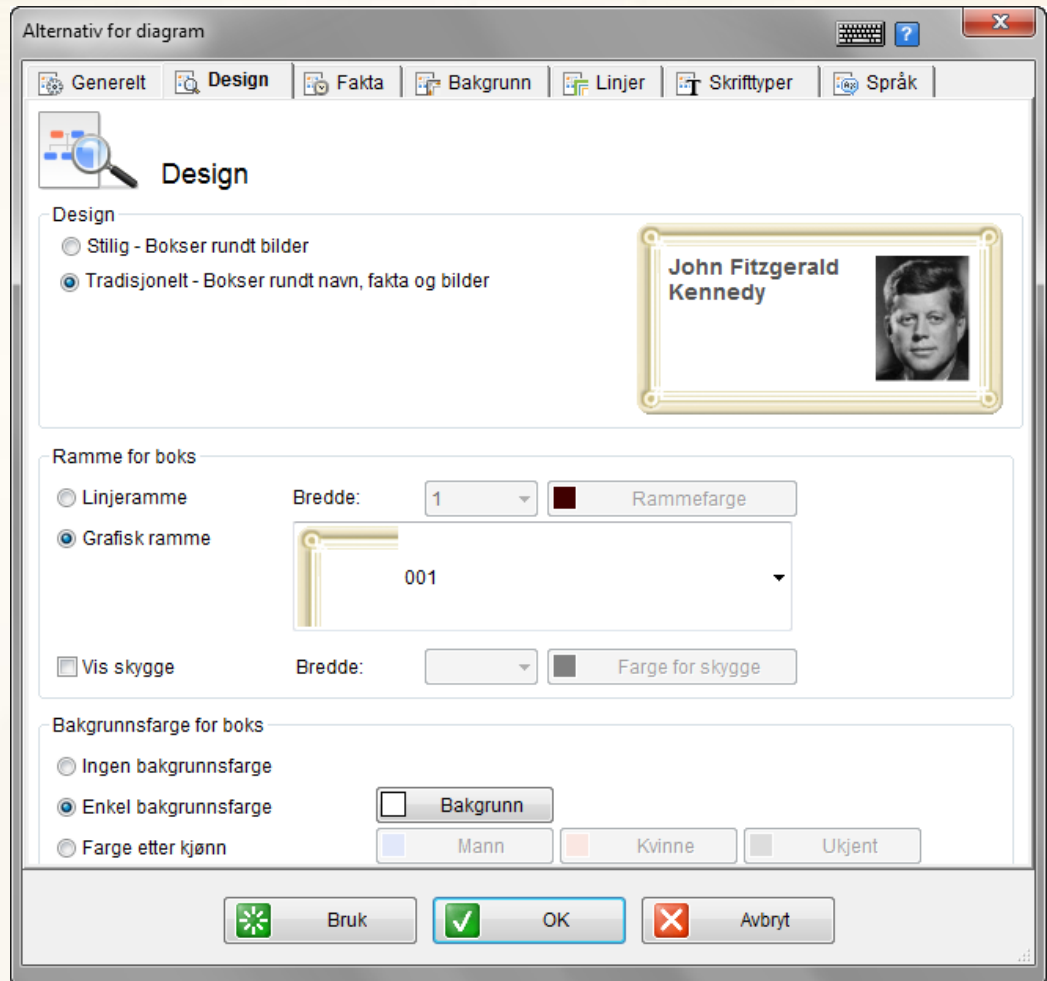 Alternativ for diagram
Generelt Design Fakta Bakgrunn Linjer Skrifttyper Språk
Design
Design
Stilig - Bokser rundt bilder
Tradisjonelt - Bokser rundt navn, fakta og bilder
John Fitzgerald
Kennedy
Ramme for boks
Linjeramme Bredde: 1 Rammefarge
Grafisk ramme
001
Vis skygge Bredde: Farge for skygge
Bakgrunnsfarge for boks
Ingen bakgrunnsfarge
Enkel bakgrunnsfarge Bakgrunn
Farge etter kjønn Mann Kvinne Ukjent
Bruk OK Avbryt